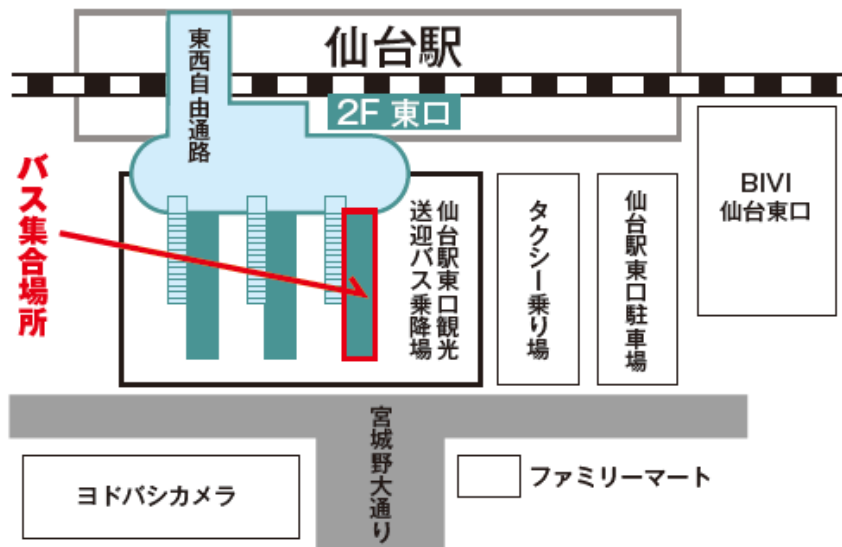 仙台駅
東西自由通路
2F 東口
バス集合場所
仙台駅東口観光
送迎バス乗降場
タクシー乗り場
仙台駅東口駐車場
BIVI
仙台東口
宮城野大通り
ヨドバシカメラ
ファミリーマート